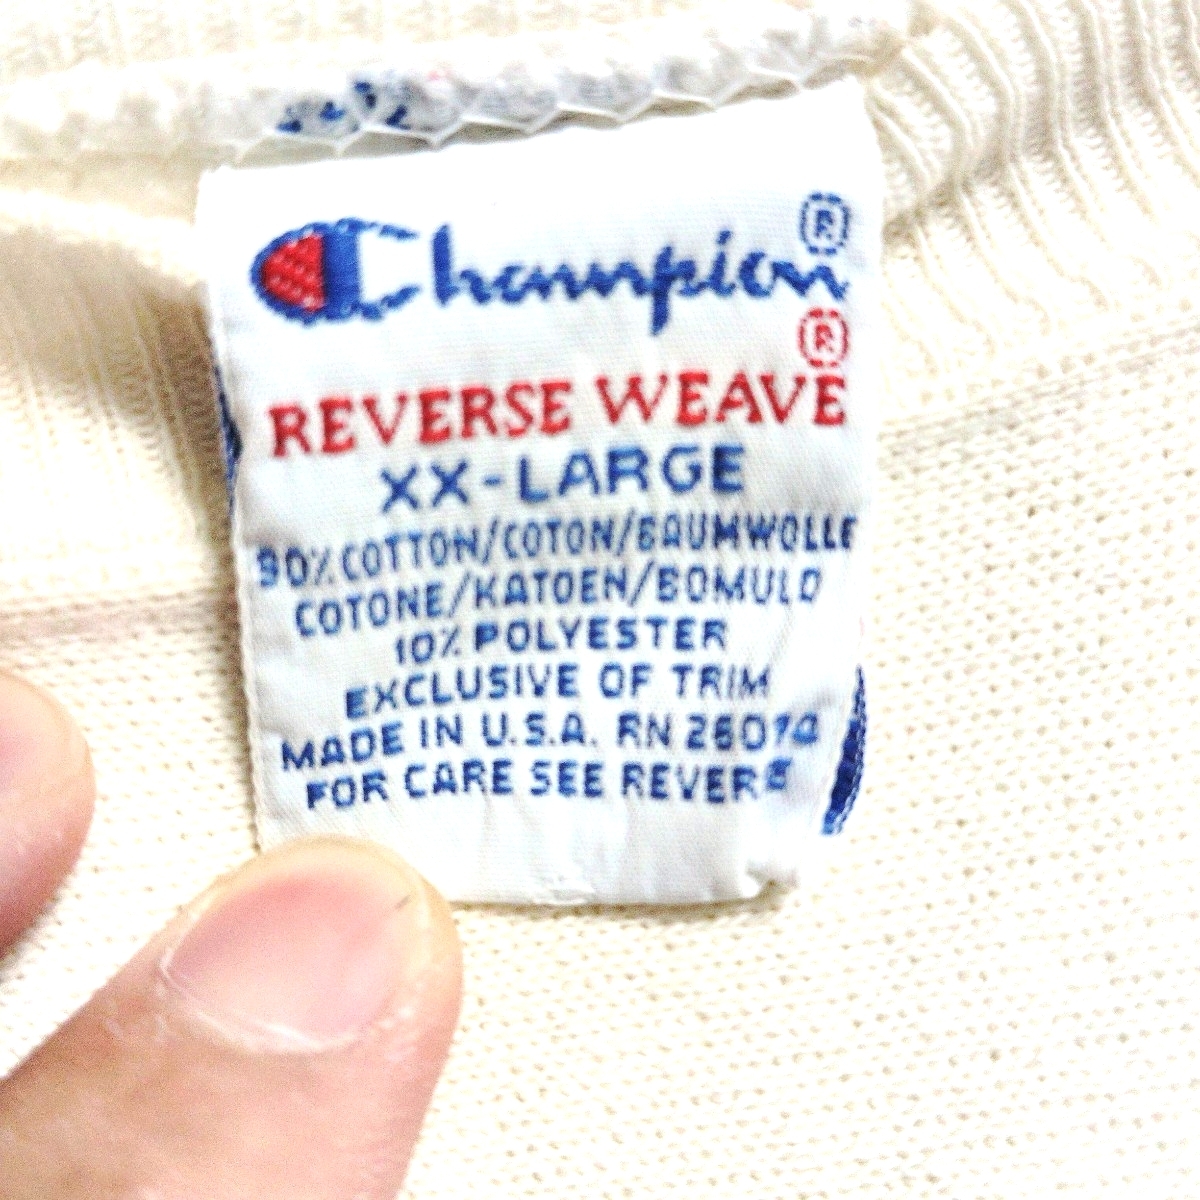 Champion®
REVERSE WEAVE®
XX-LARGE
90% COTTON/COTON/BAUMWOLLE
COTONE/KATOEN/BOMULD
10% POLYESTER
EXCLUSIVE OF TRIM
MADE IN U.S.A. RN 26094
FOR CARE SEE REVERSE